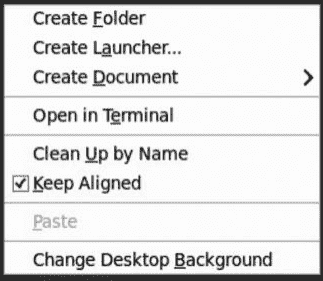 Create Folder
Create Launcher...
Create Document
Open in Terminal
Clean Up by Name
Keep Aligned
Paste
Change Desktop Background